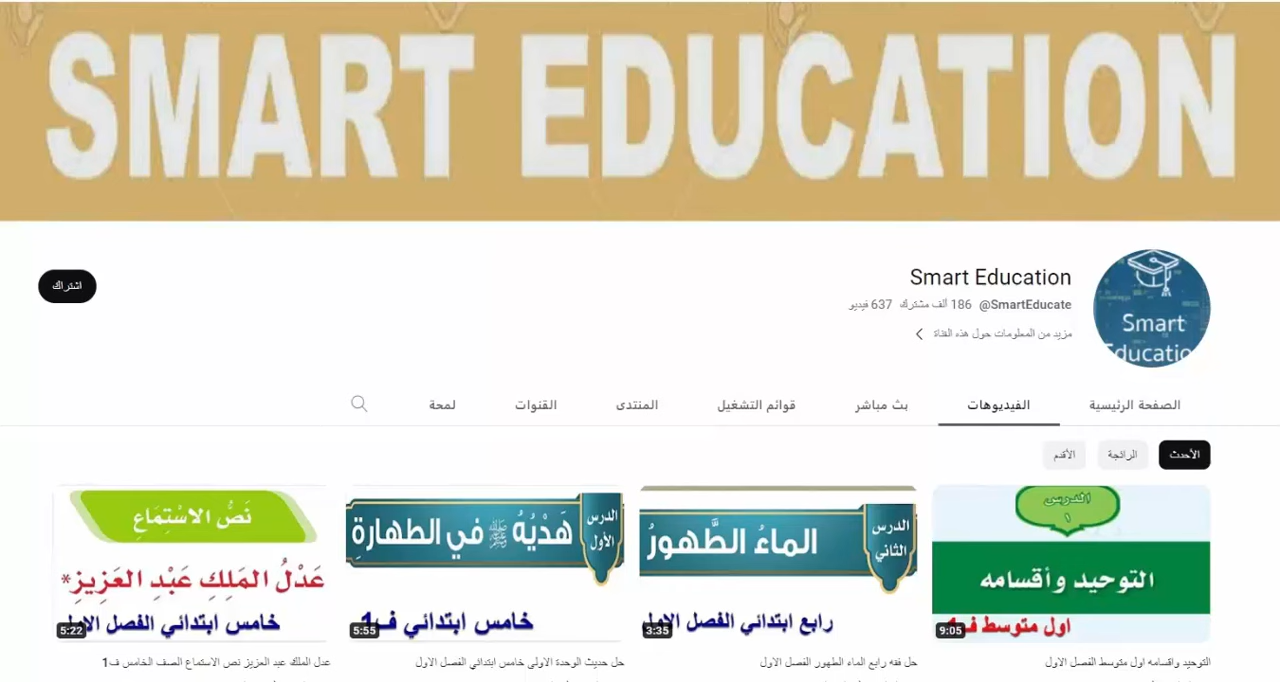 SMART EDUCATION
Smart Education
@SmartEducate 186 ألف مشترك 637 فيديو
مزيد من المعلومات حول هذه القناة
اشتراك
Smart
Educatio
الصفحة الرئيسية
الفيديوهات
بث مباشر
قوائم التشغيل
المنتدى
القنوات
لمحة
الأحدث
الرائجة
الأقدم
الدرس
١
التوحيد وأقسامه
اول متوسط ف1
9:05
التوحيد واقسامه اول متوسط الفصل الاول
الدرس الثاني
الماءُ الطَّهورُ
رابع ابتدائي الفصل الاول
3:35
حل فقه رابع الماء الطهور الفصل الاول
الدرس الأول
هَدْيُهُ ﷺ في الطهارةِ
خامس ابتدائي ف1
5:55
حل حديث الوحدة الاولى خامس ابتدائي الفصل الاول
نَصُّ الاسْتِمَاعِ
عَدْلُ المَلِكِ عَبْدِ العَزِيزِ*
خامس ابتدائي الفصل الاول
5:22
عدل الملك عبد العزيز نص الاستماع الصف الخامس ف1